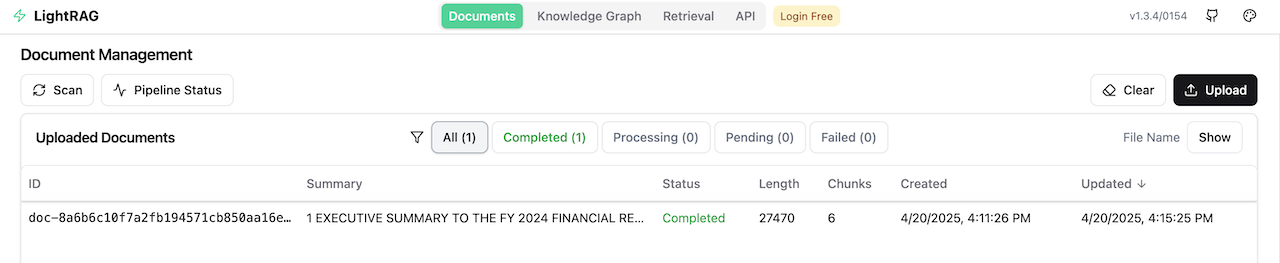 LightRAG Documents Knowledge Graph Retrieval API Login Free v1.3.4/0154
Document Management
Scan Pipeline Status Clear Upload
Uploaded Documents All (1) Completed (1) Processing (0) Pending (0) Failed (0) File Name Show
ID Summary Status Length Chunks Created Updated ↓
doc-8a6b6c10f7a2fb194571cb850aa16e... 1 EXECUTIVE SUMMARY TO THE FY 2024 FINANCIAL RE... Completed 27470 6 4/20/2025, 4:11:26 PM 4/20/2025, 4:15:25 PM